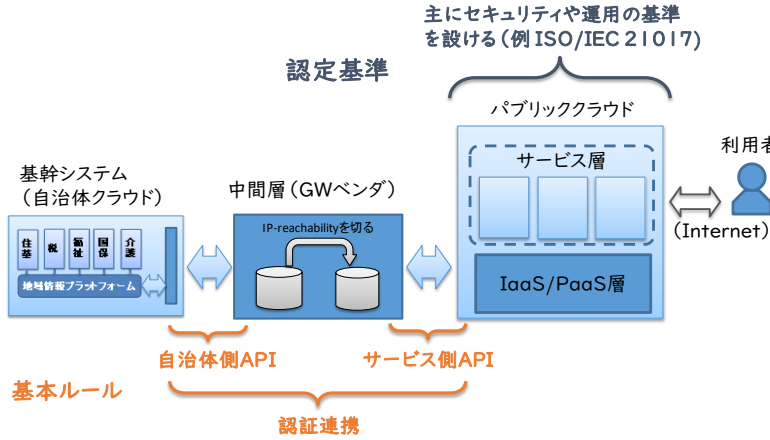 主にセキュリティや運用の基準
を設ける（例 ISO/IEC 21017)
認定基準
パブリッククラウド
サービス層
利用者
基幹システム
（自治体クラウド）
中間層（GWベンダ）
IP-reachabilityを切る
住基
税
福祉
国保
介護
地域情報プラットフォーム
(Internet)
IaaS/PaaS層
自治体側API
サービス側API
基本ルール
認証連携